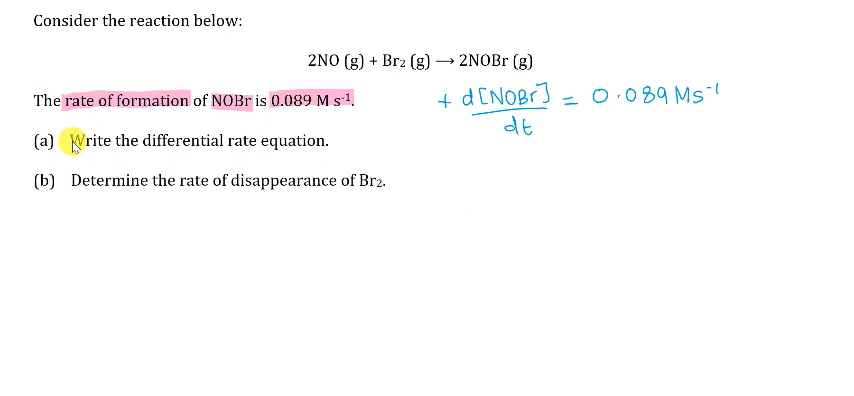 Consider the reaction below:
2NO (g) + Br₂ (g) ⟶ 2NOBr (g)
The rate of formation of NOBr is 0.089 M s⁻¹.
+ d[NOBr]/dt = 0.089 Ms⁻¹
(a) Write the differential rate equation.
(b) Determine the rate of disappearance of Br₂.